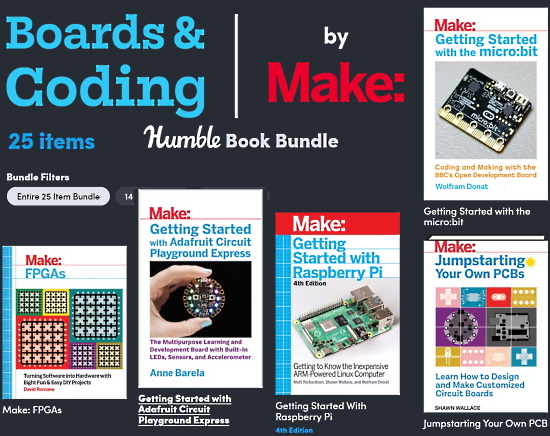 Boards &
Coding
by
Make:
25 items
Humble Book Bundle
Bundle Filters
Entire 25 Item Bundle
14
Make:
FPGAs
Turning Software into Hardware with
Eight Fun & Easy DIY Projects
David Romano
Make: FPGAs
Make:
Getting Started
with Adafruit Circuit
Playground Express
The Multipurpose Learning and
Development Board with Built-In
LEDs, Sensors, and Accelerometer
Anne Barela
Getting Started with
Adafruit Circuit
Playground Express
Make:
Getting
Started with
Raspberry Pi
4th Edition
Getting to Know the Inexpensive
ARM-Powered Linux Computer
Matt Richardson, Shawn Wallace, and Wolfram Donat
Getting Started With
Raspberry Pi
4th Edition
Make:
Getting Started
with the micro:bit
micro:bit
Coding and Making with the
BBC's Open Development Board
Wolfram Donat
Getting Started with the
micro:bit
Make:
Jumpstarting
Your Own PCBs
Learn How to Design
and Make Customized
Circuit Boards
SHAWN WALLACE
Jumpstarting Your Own PCB